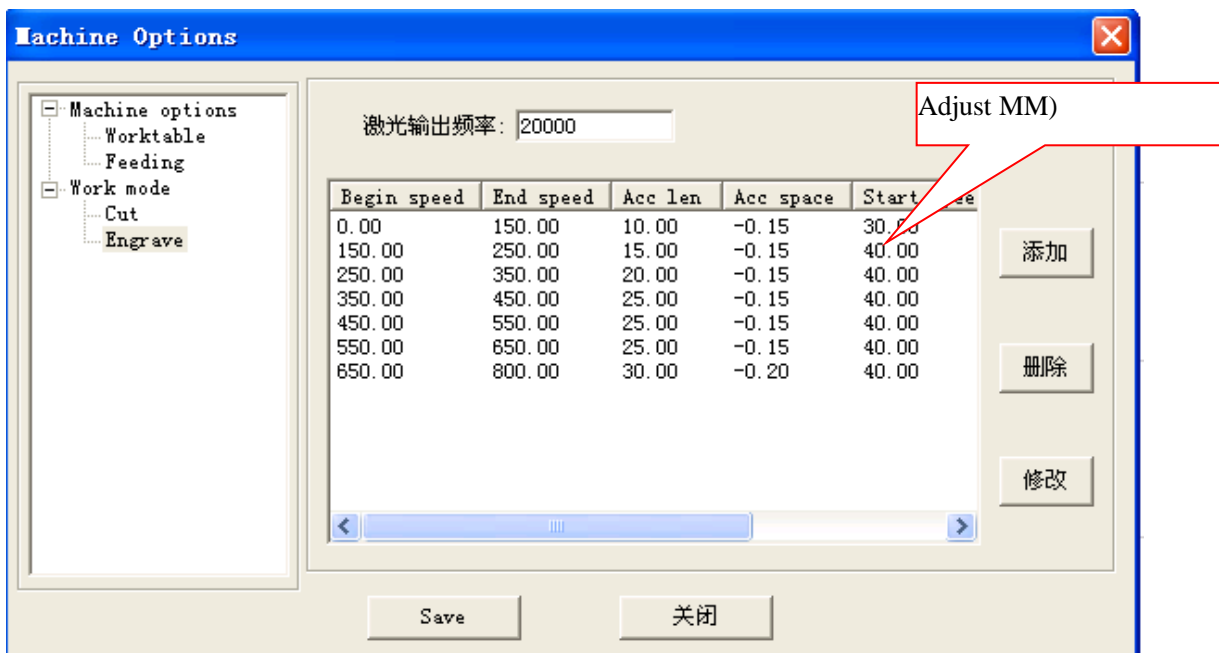 Machine Options
Machine options
Worktable
Feeding
Work mode
Cut
Engrave
激光输出频率: 20000
Adjust MM)
Begin speed End speed Acc len Acc space Start
0.00 150.00 10.00 -0.15 30.00
150.00 250.00 15.00 -0.15 40.00
250.00 350.00 20.00 -0.15 40.00
350.00 450.00 25.00 -0.15 40.00
450.00 550.00 25.00 -0.15 40.00
550.00 650.00 25.00 -0.15 40.00
650.00 800.00 30.00 -0.20 40.00
添加
删除
修改
Save
关闭